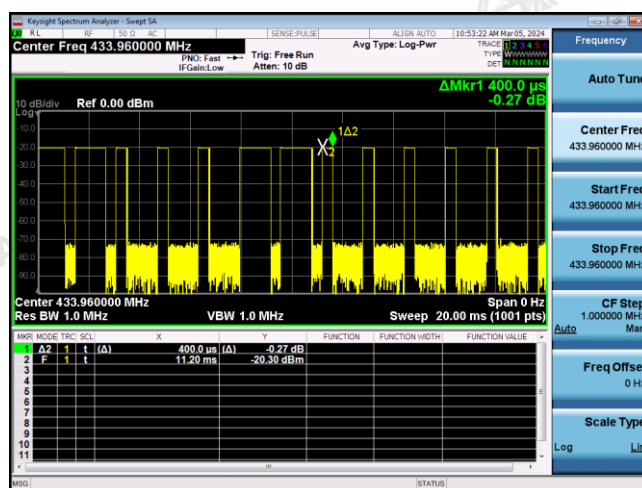 Keysight Spectrum Analyzer - Swept SA
RL RF 50 Ω AC SENSE:PULSE ALIGN AUTO 10:53:22 AM Mar 05, 2024
Center Freq 433.960000 MHz Avg Type: Log-Pwr TRACE 1 2 3 4 5 6
PNO: Fast Trig: Free Run TYPE
IFGain:Low Atten: 10 dB DET N N N N N N
ΔMkr1 400.0 µs
-0.27 dB
10 dB/div Ref 0.00 dBm
Log
-10.0
1Δ2
-20.0
2
-30.0
-40.0
-50.0
-60.0
-70.0
-80.0
-90.0
Center 433.960000 MHz Span 0 Hz
Res BW 1.0 MHz VBW 1.0 MHz Sweep 20.00 ms (1001 pts)
MKR MODE TRC SCL X Y FUNCTION FUNCTION WIDTH FUNCTION VALUE
1 Δ2 1 t (Δ) 400.0 µs (Δ) -0.27 dB
2 F 1 t 11.20 ms -20.30 dBm
3
4
5
6
7
8
9
10
11
MSG STATUS
Frequency
Auto Tune
Center Freq
433.960000 MHz
Start Freq
433.960000 MHz
Stop Freq
433.960000 MHz
CF Step
1.000000 MHz
Auto Man
Freq Offset
0 Hz
Scale Type
Log Lin